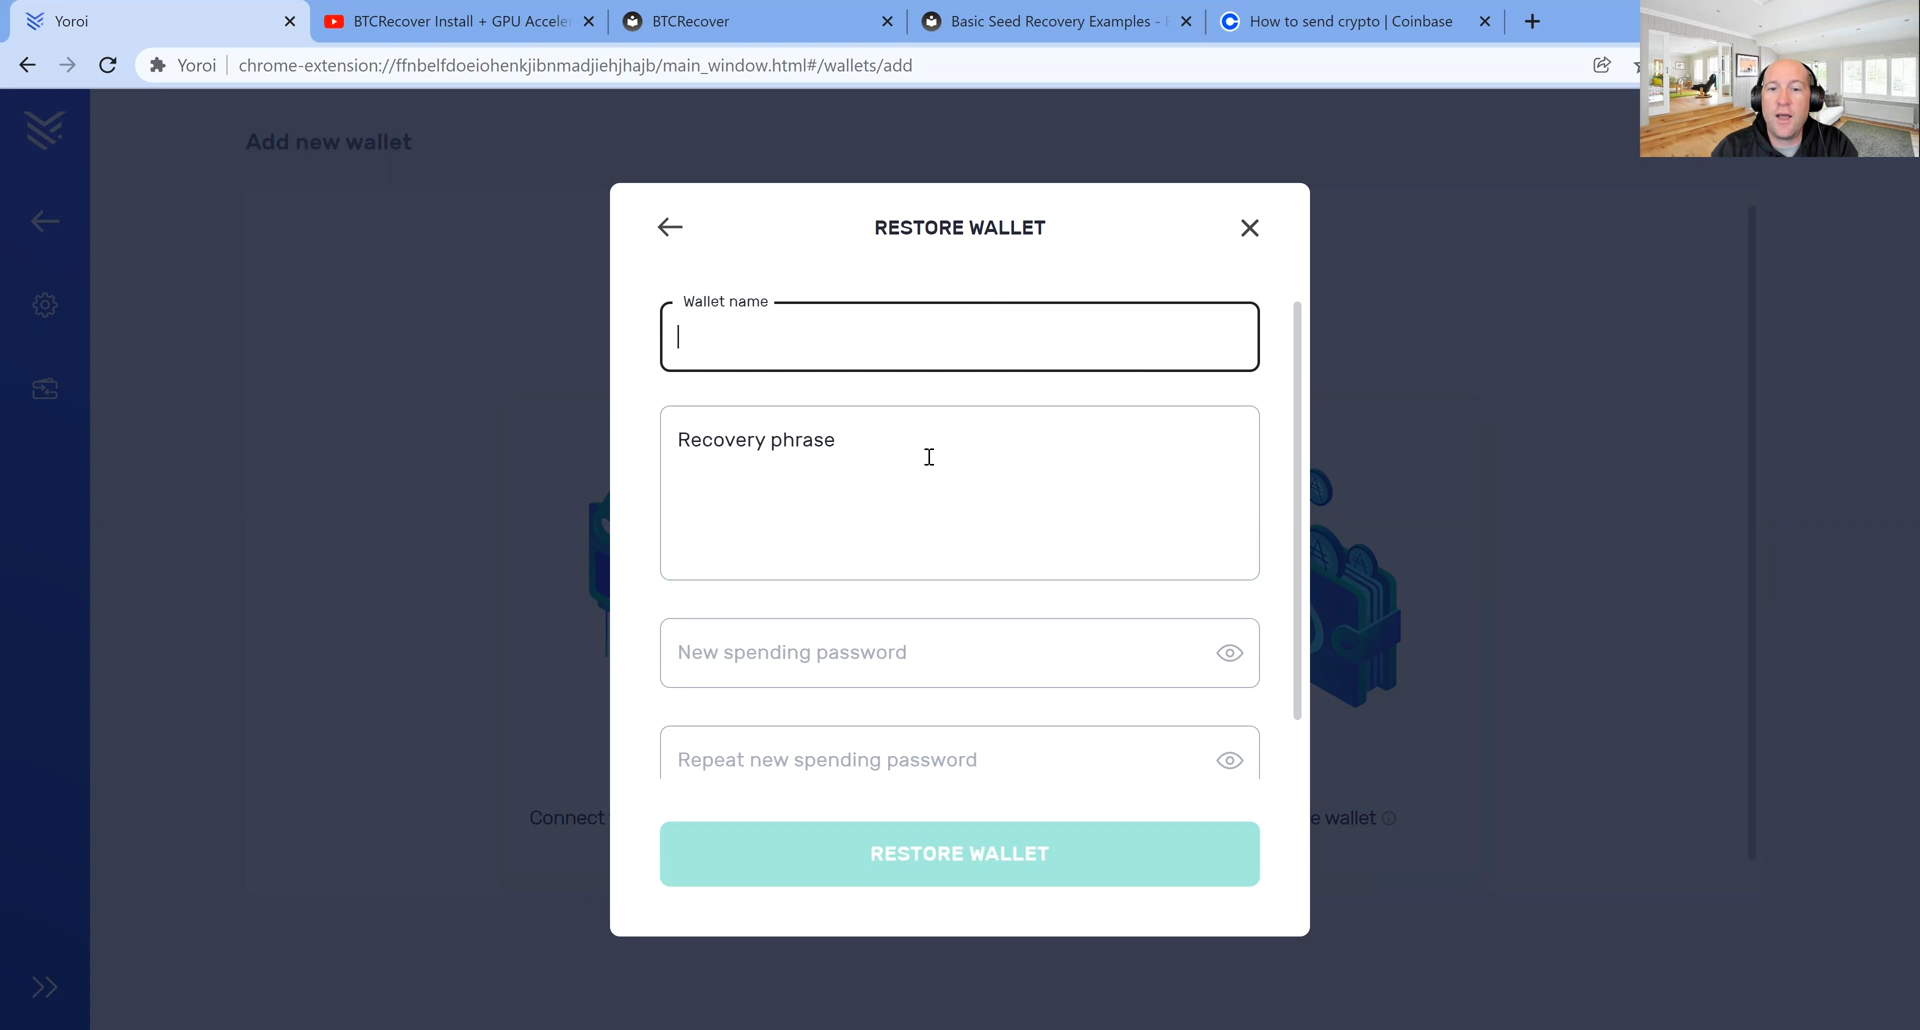 Yoroi
BTCRecover Install + GPU Accele
BTCRecover
Basic Seed Recovery Examples -
How to send crypto | Coinbase
Yoroi
chrome-extension://ffnbelfdoeiohenkjibnmadjiehjhajb/main_window.html#/wallets/add
Add new wallet
RESTORE WALLET
Wallet name
Recovery phrase
New spending password
Repeat new spending password
Connect
e wallet
RESTORE WALLET